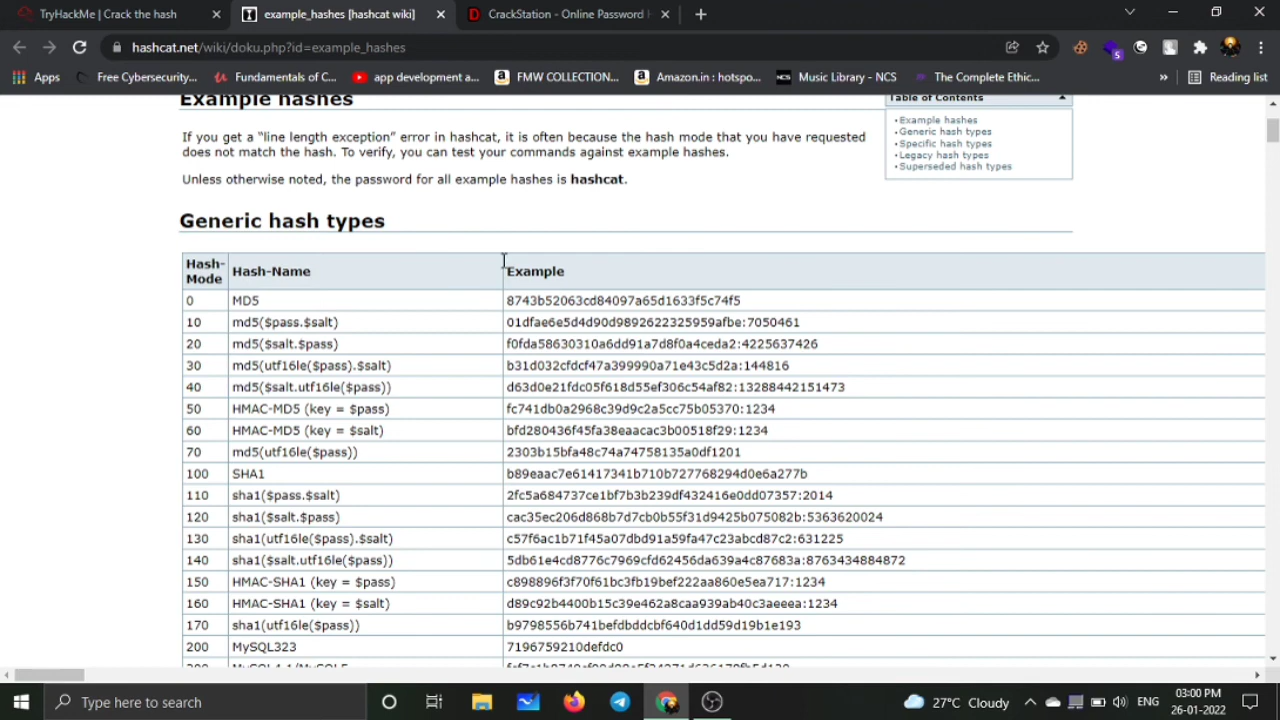 TryHackMe | Crack the hash
example_hashes [hashcat wiki]
CrackStation - Online Password H
hashcat.net/wiki/doku.php?id=example_hashes
Apps
Free Cybersecurity...
Fundamentals of C...
app development a...
FMW COLLECTION...
Amazon.in : hotspo...
Music Library - NCS
The Complete Ethic...
»
Reading list
Example hashes
Table of Contents
If you get a “line length exception” error in hashcat, it is often because the hash mode that you have requested
does not match the hash. To verify, you can test your commands against example hashes.
Unless otherwise noted, the password for all example hashes is hashcat.
Example hashes
Generic hash types
Specific hash types
Legacy hash types
Superseded hash types
Generic hash types
Hash-Mode Hash-Name Example
0 MD5 8743b52063cd84097a65d1633f5c74f5
10 md5($pass.$salt) 01dfae6e5d4d90d9892622325959afbe:7050461
20 md5($salt.$pass) f0fda58630310a6dd91a7d8f0a4ceda2:4225637426
30 md5(utf16le($pass).$salt) b31d032cfdcf47a399990a71e43c5d2a:144816
40 md5($salt.utf16le($pass)) d63d0e21fdc05f618d55ef306c54af82:13288442151473
50 HMAC-MD5 (key = $pass) fc741db0a2968c39d9c2a5cc75b05370:1234
60 HMAC-MD5 (key = $salt) bfd280436f45fa38eaacac3b00518f29:1234
70 md5(utf16le($pass)) 2303b15bfa48c74a74758135a0df1201
100 SHA1 b89eaac7e61417341b710b727768294d0e6a277b
110 sha1($pass.$salt) 2fc5a684737ce1bf7b3b239df432416e0dd07357:2014
120 sha1($salt.$pass) cac35ec206d868b7d7cb0b55f31d9425b075082b:5363620024
130 sha1(utf16le($pass).$salt) c57f6ac1b71f45a07dbd91a59fa47c23abcd87c2:631225
140 sha1($salt.utf16le($pass)) 5db61e4cd8776c7969cfd62456da639a4c87683a:8763434884872
150 HMAC-SHA1 (key = $pass) c898896f3f70f61bc3fb19bef222aa860e5ea717:1234
160 HMAC-SHA1 (key = $salt) d89c92b4400b15c39e462a8caa939ab40c3aeeea:1234
170 sha1(utf16le($pass)) b9798556b741befdbddcbf640d1dd59d19b1e193
200 MySQL323 7196759210defdc0
Type here to search
27°C Cloudy
ENG
03:00 PM
26-01-2022